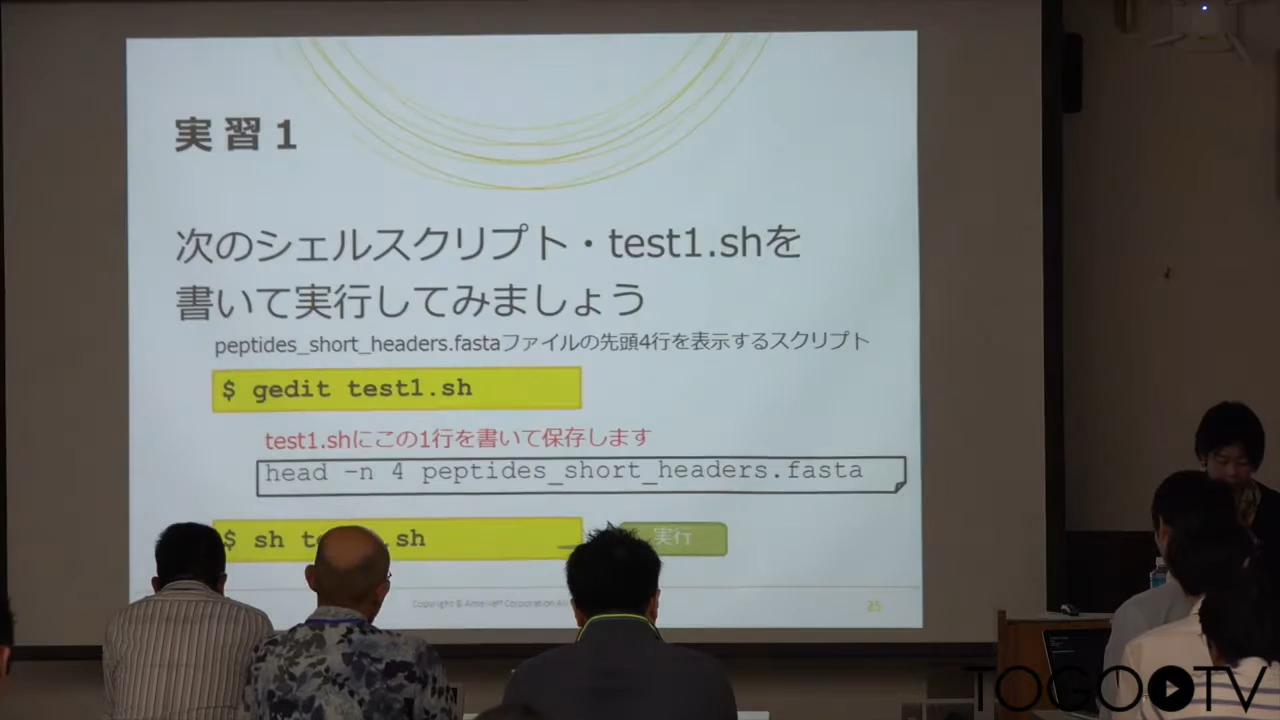 実習1
次のシェルスクリプト・test1.shを
書いて実行してみましょう
peptides_short_headers.fastaファイルの先頭4行を表示するスクリプト
$ gedit test1.sh
test1.shにこの1行を書いて保存します
head -n 4 peptides_short_headers.fasta
$ sh .sh
実行
Copyright © Corporation
25
TOGOTV